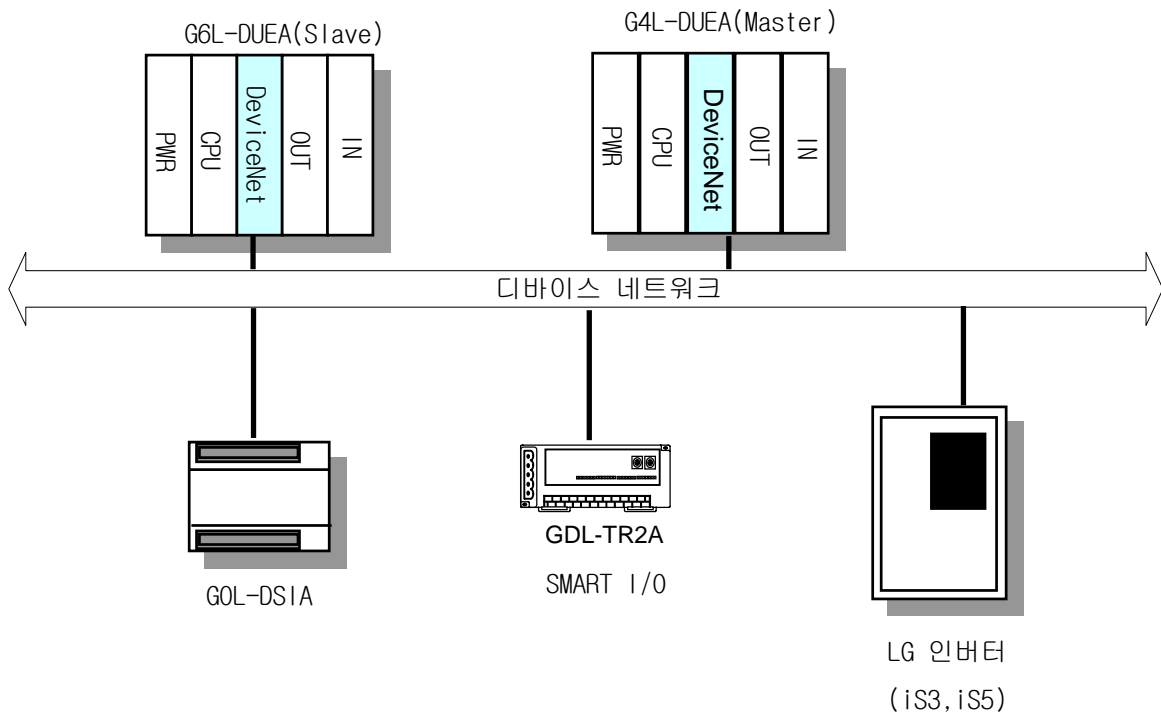 G6L-DUEA(Slave)
G4L-DUEA(Master)
PWR
CPU
DeviceNet
OUT
IN
PWR
CPU
DeviceNet
OUT
IN
디바이스 네트워크
G0L-DSIA
GDL-TR2A
SMART I/O
LG 인버터
(iS3,iS5)